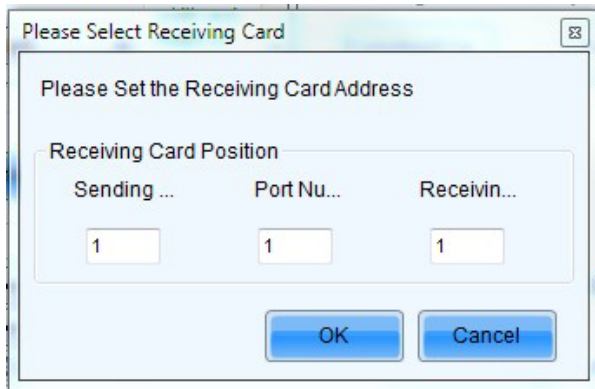 Please Select Receiving Card
Please Set the Receiving Card Address
Receiving Card Position
Sending ... Port Nu... Receivin...
1 1 1
OK Cancel